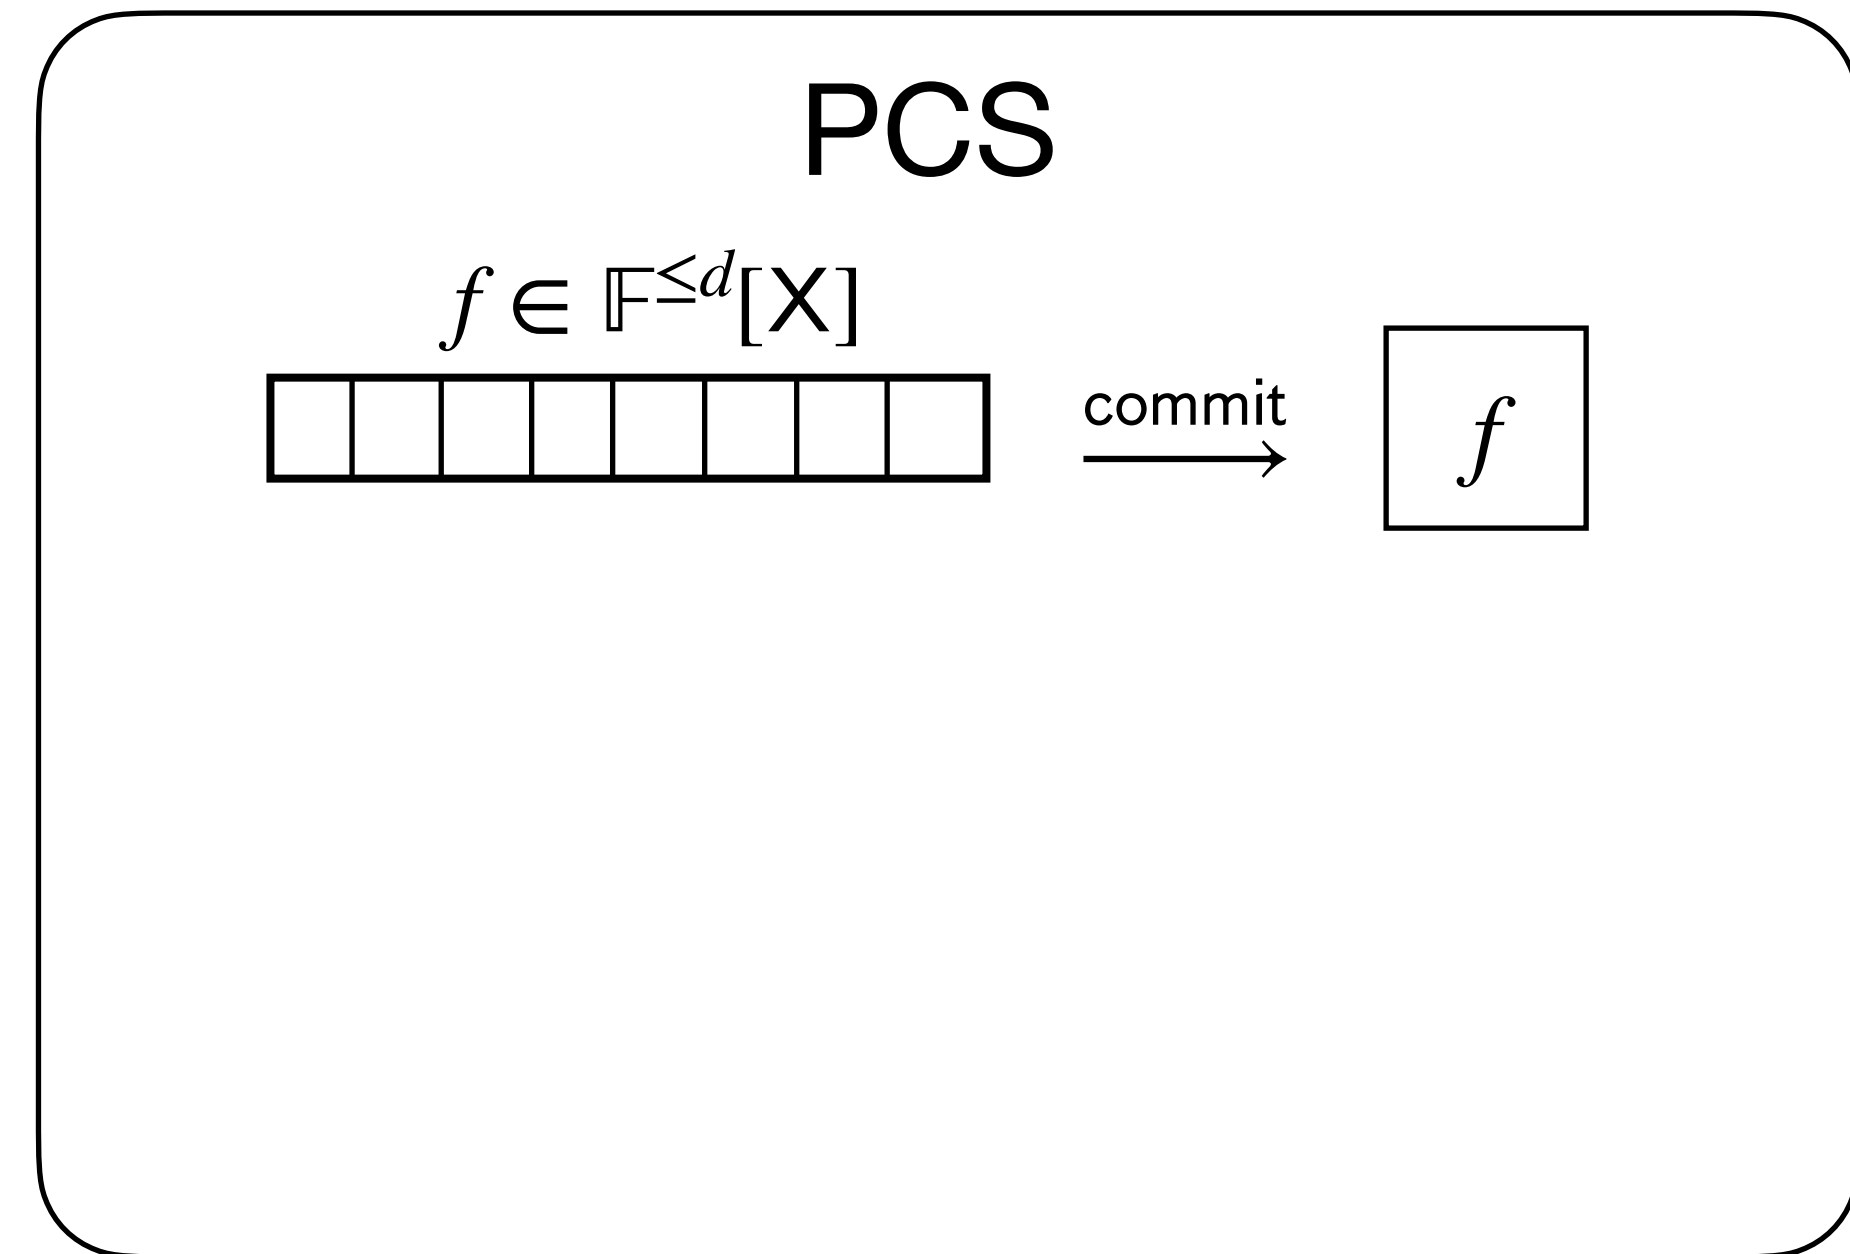 PCS
f ∈ 𝔽^{≤d}[X]
commit
f